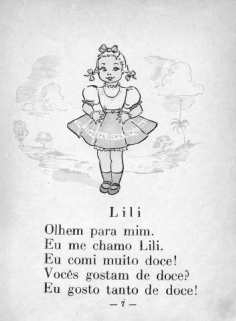 Lili
Olhem para mim.
Eu me chamo Lili.
Eu comi muito doce!
Vocês gostam de doce?
Eu gosto tanto de doce!
— 7 —